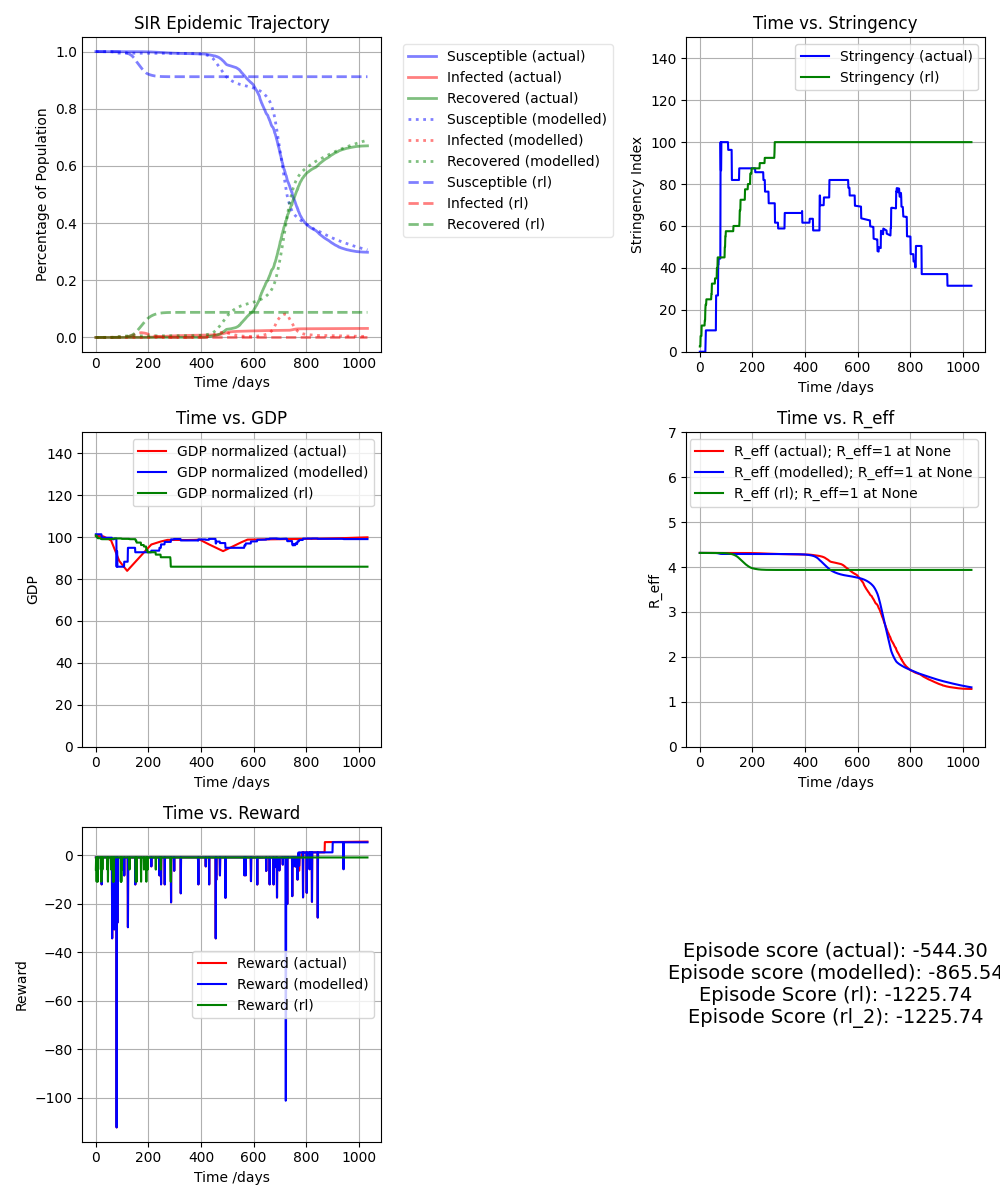 SIR Epidemic Trajectory
1.0
0.8
0.6
0.4
0.2
0.0
Percentage of Population
0 200 400 600 800 1000
Time /days
Susceptible (actual)
Infected (actual)
Recovered (actual)
Susceptible (modelled)
Infected (modelled)
Recovered (modelled)
Susceptible (rl)
Infected (rl)
Recovered (rl)
Time vs. Stringency
140
120
100
80
60
40
20
0
Stringency Index
Stringency (actual)
Stringency (rl)
0 200 400 600 800 1000
Time /days
Time vs. GDP
140
120
100
80
60
40
20
0
GDP
GDP normalized (actual)
GDP normalized (modelled)
GDP normalized (rl)
0 200 400 600 800 1000
Time /days
Time vs. R_eff
7
6
5
4
3
2
1
0
R_eff
R_eff (actual); R_eff=1 at None
R_eff (modelled); R_eff=1 at None
R_eff (rl); R_eff=1 at None
0 200 400 600 800 1000
Time /days
Time vs. Reward
0
−20
−40
−60
−80
−100
Reward
Reward (actual)
Reward (modelled)
Reward (rl)
0 200 400 600 800 1000
Time /days
Episode score (actual): -544.30
Episode score (modelled): -865.54
Episode Score (rl): -1225.74
Episode Score (rl_2): -1225.74